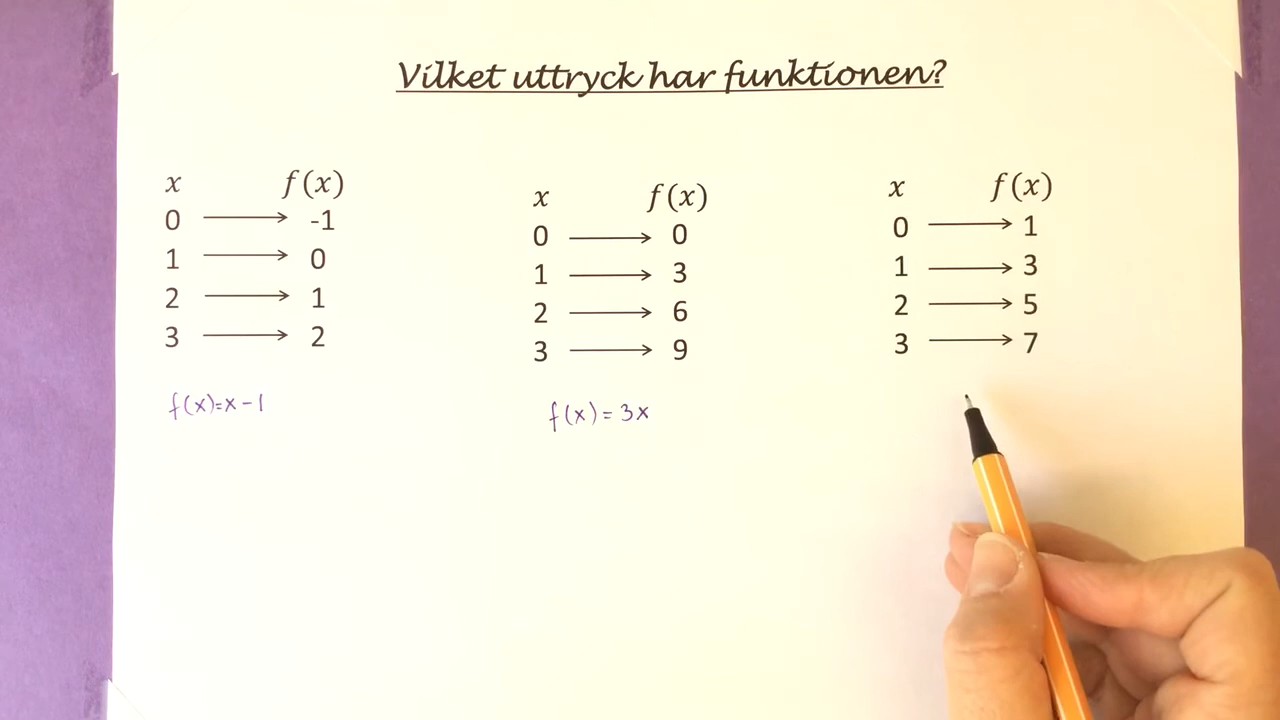 Vilket uttryck har funktionen?
x f(x)
0 → -1
1 → 0
2 → 1
3 → 2
f(x)=x-1
x f(x)
0 → 0
1 → 3
2 → 6
3 → 9
f(x) = 3x
x f(x)
0 → 1
1 → 3
2 → 5
3 → 7